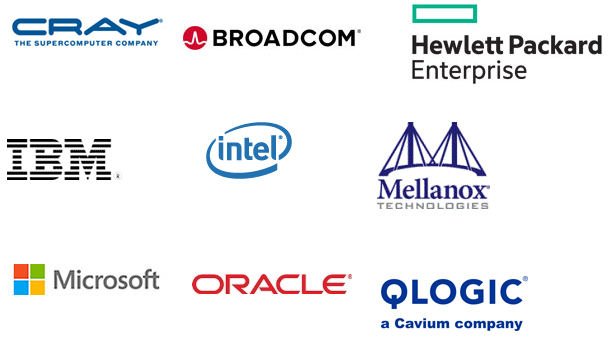 CRAY®
THE SUPERCOMPUTER COMPANY
BROADCOM®
Hewlett Packard
Enterprise
IBM®
intel®
Mellanox®
TECHNOLOGIES
Microsoft
ORACLE®
QLOGIC®
a Cavium company